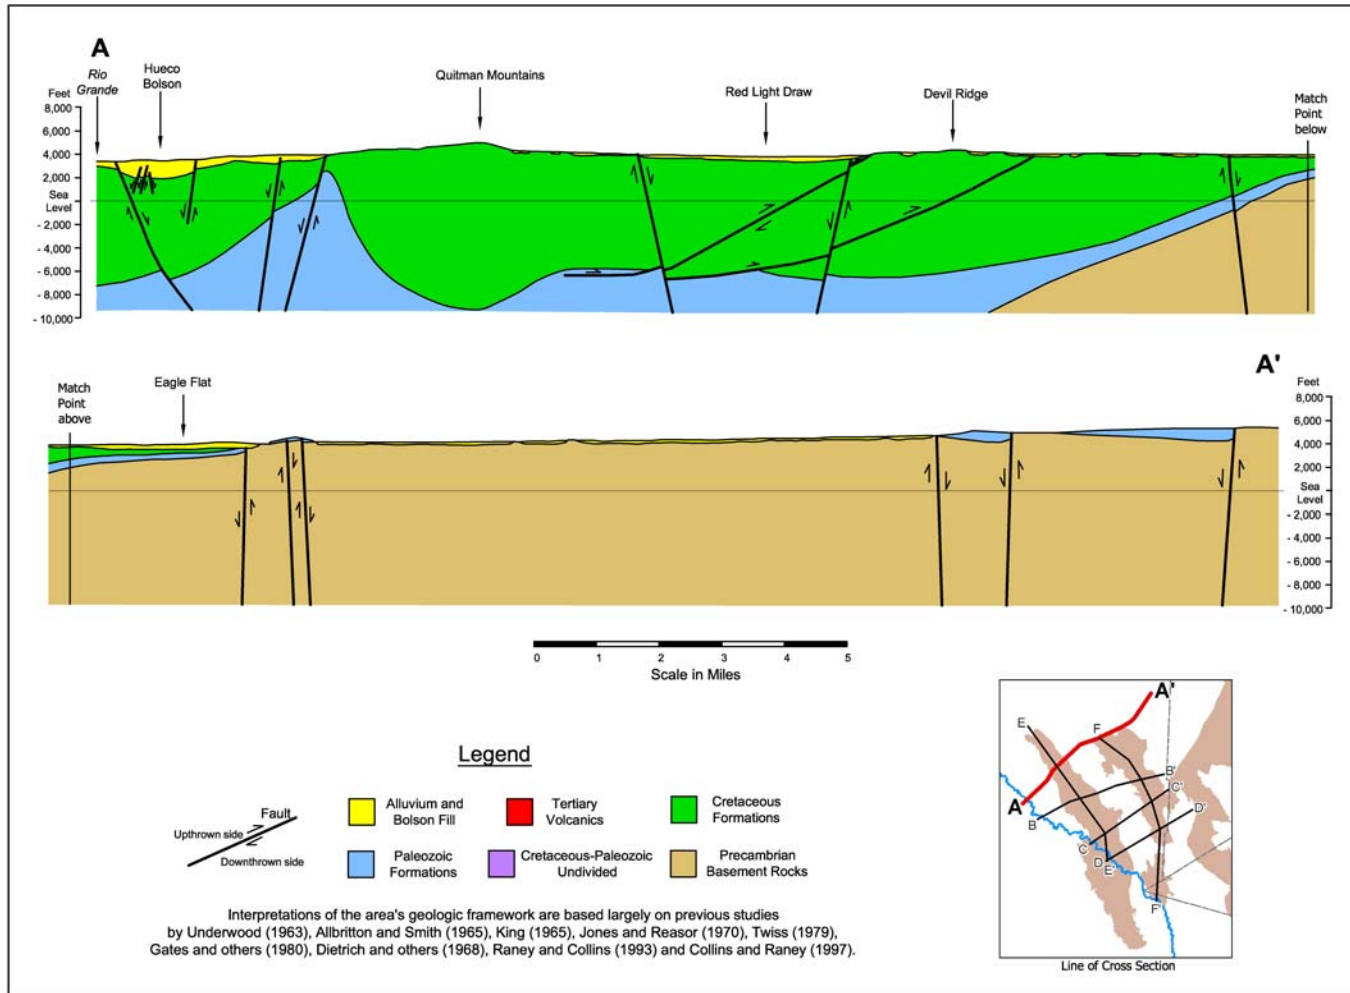 A
Rio
Grande
Hueco
Bolson
Quitman Mountains
Red Light Draw
Devil Ridge
Match
Point
below
Feet
8,000
6,000
4,000
2,000
Sea
Level
- 2,000
- 4,000
- 6,000
- 8,000
- 10,000
A'
Match
Point
above
Eagle Flat
Feet
8,000
6,000
4,000
2,000
Sea
Level
- 2,000
- 4,000
- 6,000
- 8,000
- 10,000
0 1 2 3 4 5
Scale in Miles
Legend
Fault
Upthrown side
Downthrown side
Alluvium and
Bolson Fill
Tertiary
Volcanics
Cretaceous
Formations
Paleozoic
Formations
Cretaceous-Paleozoic
Undivided
Precambrian
Basement Rocks
Interpretations of the area's geologic framework are based largely on previous studies
by Underwood (1963), Allbritton and Smith (1965), King (1965), Jones and Reasor (1970), Twiss (1979),
Gates and others (1980), Dietrich and others (1968), Raney and Collins (1993) and Collins and Raney (1997).
A'
E
F
B'
C'
A
D'
B
C
D
E'
F'
Line of Cross Section